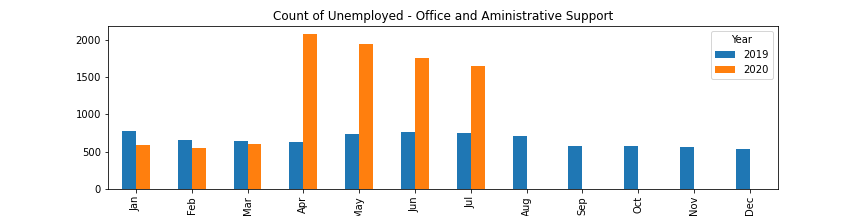 Count of Unemployed - Office and Aministrative Support
Year
2019
2020
2000
1500
1000
500
0
Jan
Feb
Mar
Apr
May
Jun
Jul
Aug
Sep
Oct
Nov
Dec